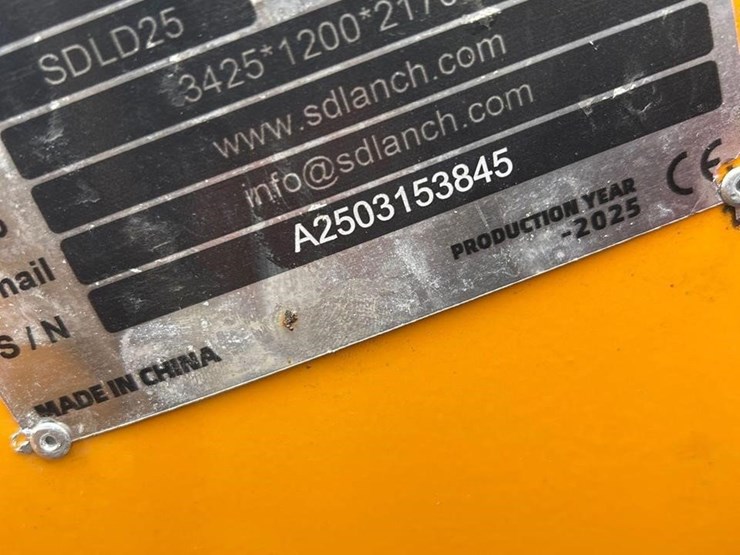 SDLD25
3425*1200*217
www.sdlanch.com
info@sdlanch.com
mail
S/N
A2503153845
PRODUCTION YEAR
-2025
CE
MADE IN CHINA